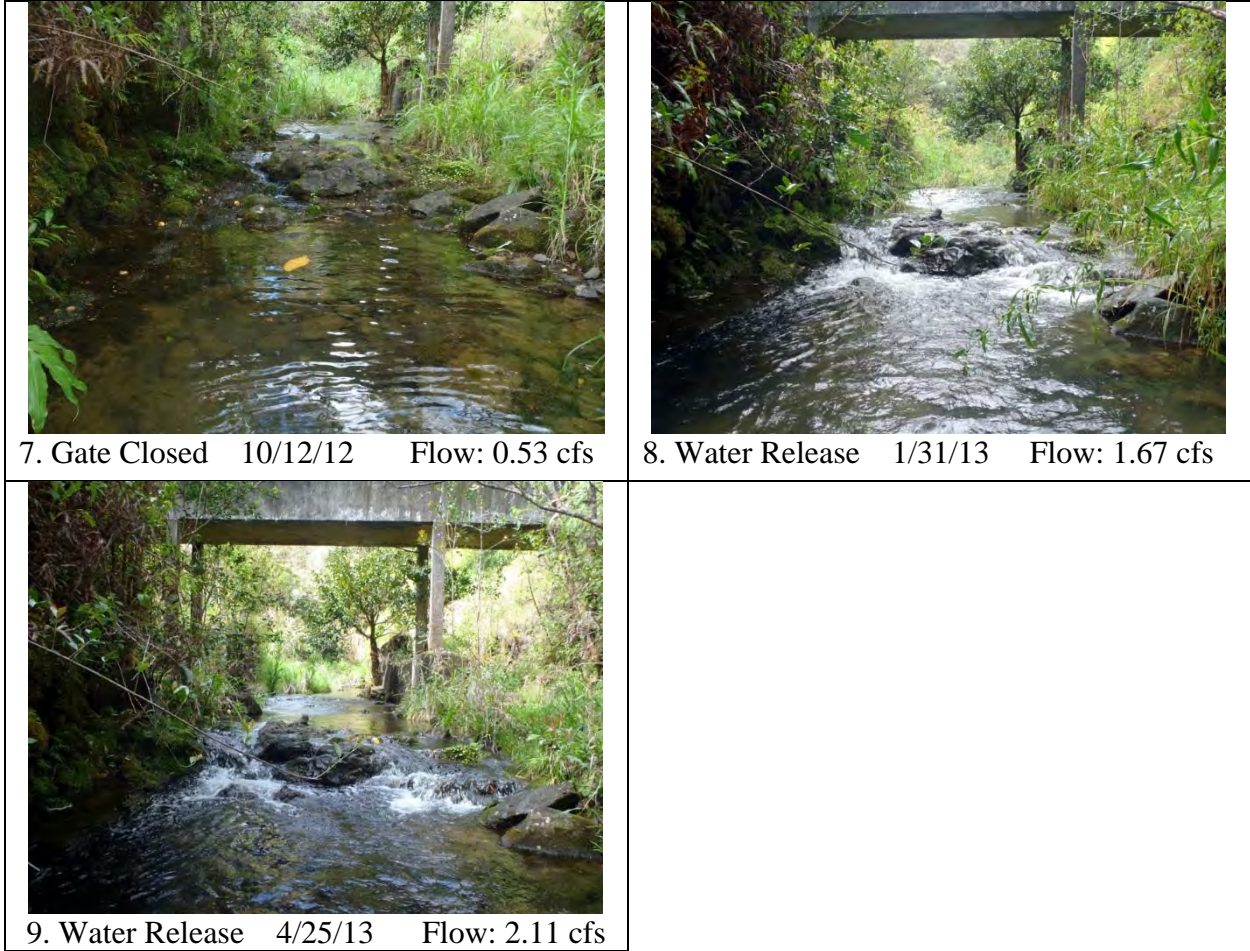 7. Gate Closed 10/12/12 Flow: 0.53 cfs
8. Water Release 1/31/13 Flow: 1.67 cfs
9. Water Release 4/25/13 Flow: 2.11 cfs